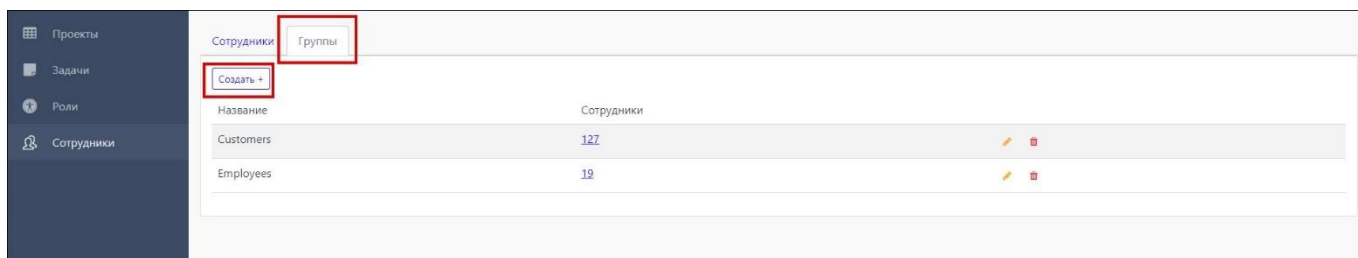 Проекты
Задачи
Роли
Сотрудники
Сотрудники Группы
Создать +
Название Сотрудники
Customers 127
Employees 19